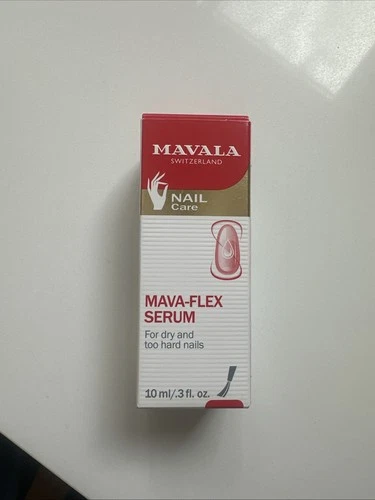 MAVALA
SWITZERLAND
NAIL
Care
MAVA-FLEX
SERUM
For dry and
too hard nails
10 ml/.3 fl. oz.